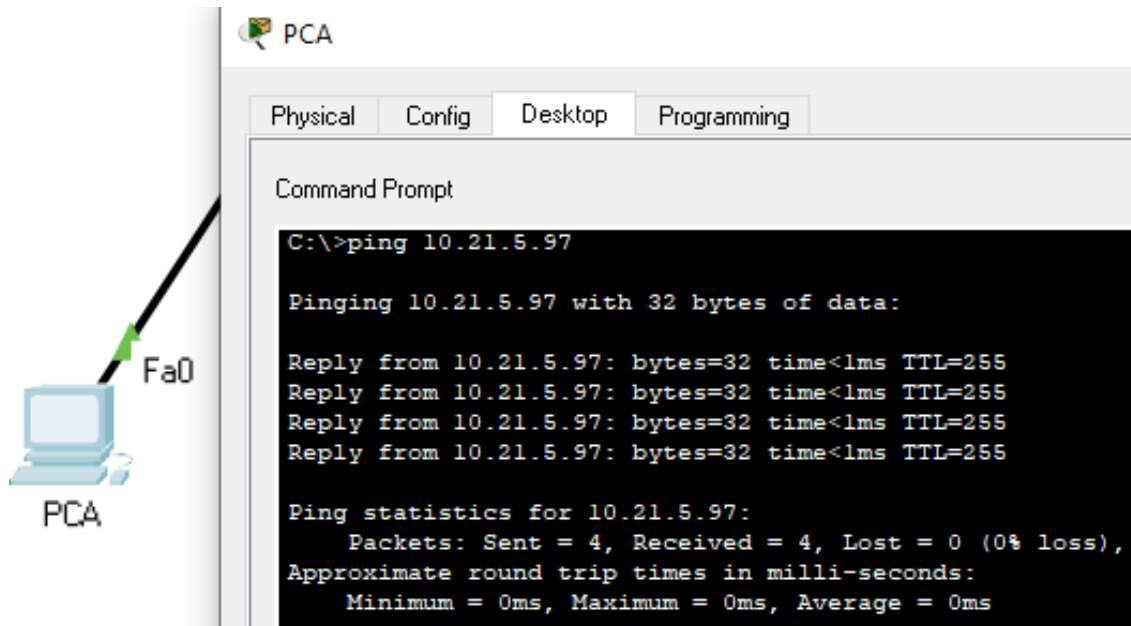 PCA
Physical Config Desktop Programming
Command Prompt
C:\>ping 10.21.5.97
Pinging 10.21.5.97 with 32 bytes of data:
Reply from 10.21.5.97: bytes=32 time<1ms TTL=255
Reply from 10.21.5.97: bytes=32 time<1ms TTL=255
Reply from 10.21.5.97: bytes=32 time<1ms TTL=255
Reply from 10.21.5.97: bytes=32 time<1ms TTL=255
Ping statistics for 10.21.5.97:
Packets: Sent = 4, Received = 4, Lost = 0 (0% loss),
Approximate round trip times in milli-seconds:
Minimum = 0ms, Maximum = 0ms, Average = 0ms
Fa0
PCA